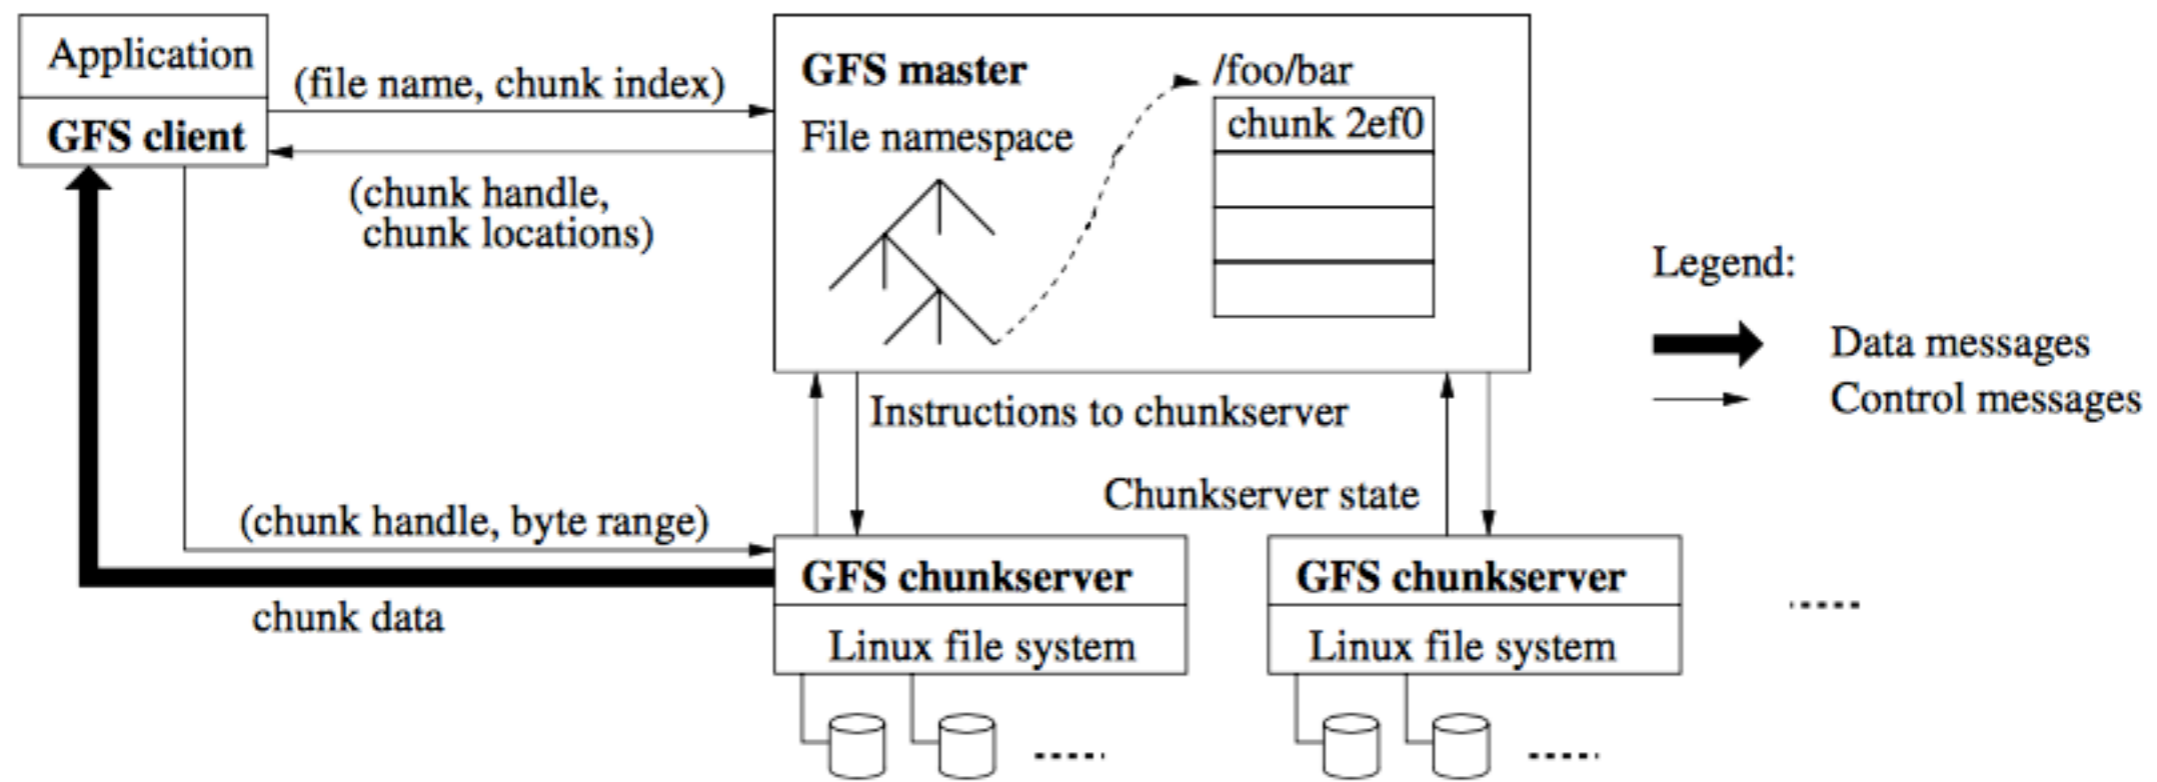 Application
GFS client
(file name, chunk index)
(chunk handle,
chunk locations)
GFS master
File namespace
/foo/bar
chunk 2ef0
Legend:
Data messages
Control messages
Instructions to chunkserver
Chunkserver state
(chunk handle, byte range)
chunk data
GFS chunkserver
Linux file system
GFS chunkserver
Linux file system